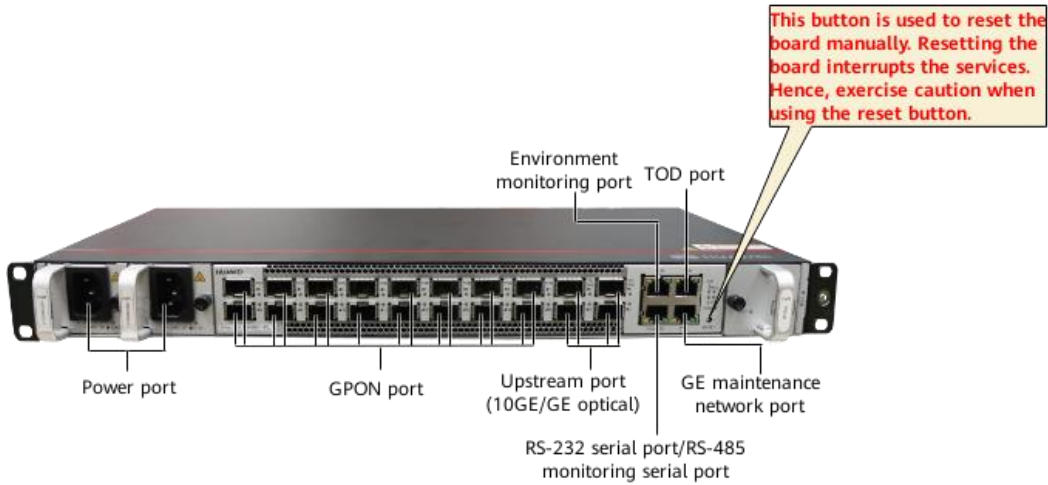 This button is used to reset the
board manually. Resetting the
board interrupts the services.
Hence, exercise caution when
using the reset button.
Environment
monitoring port
TOD port
HUAWEI
Power port
GPON port
Upstream port
(10GE/GE optical)
GE maintenance
network port
RS-232 serial port/RS-485
monitoring serial port